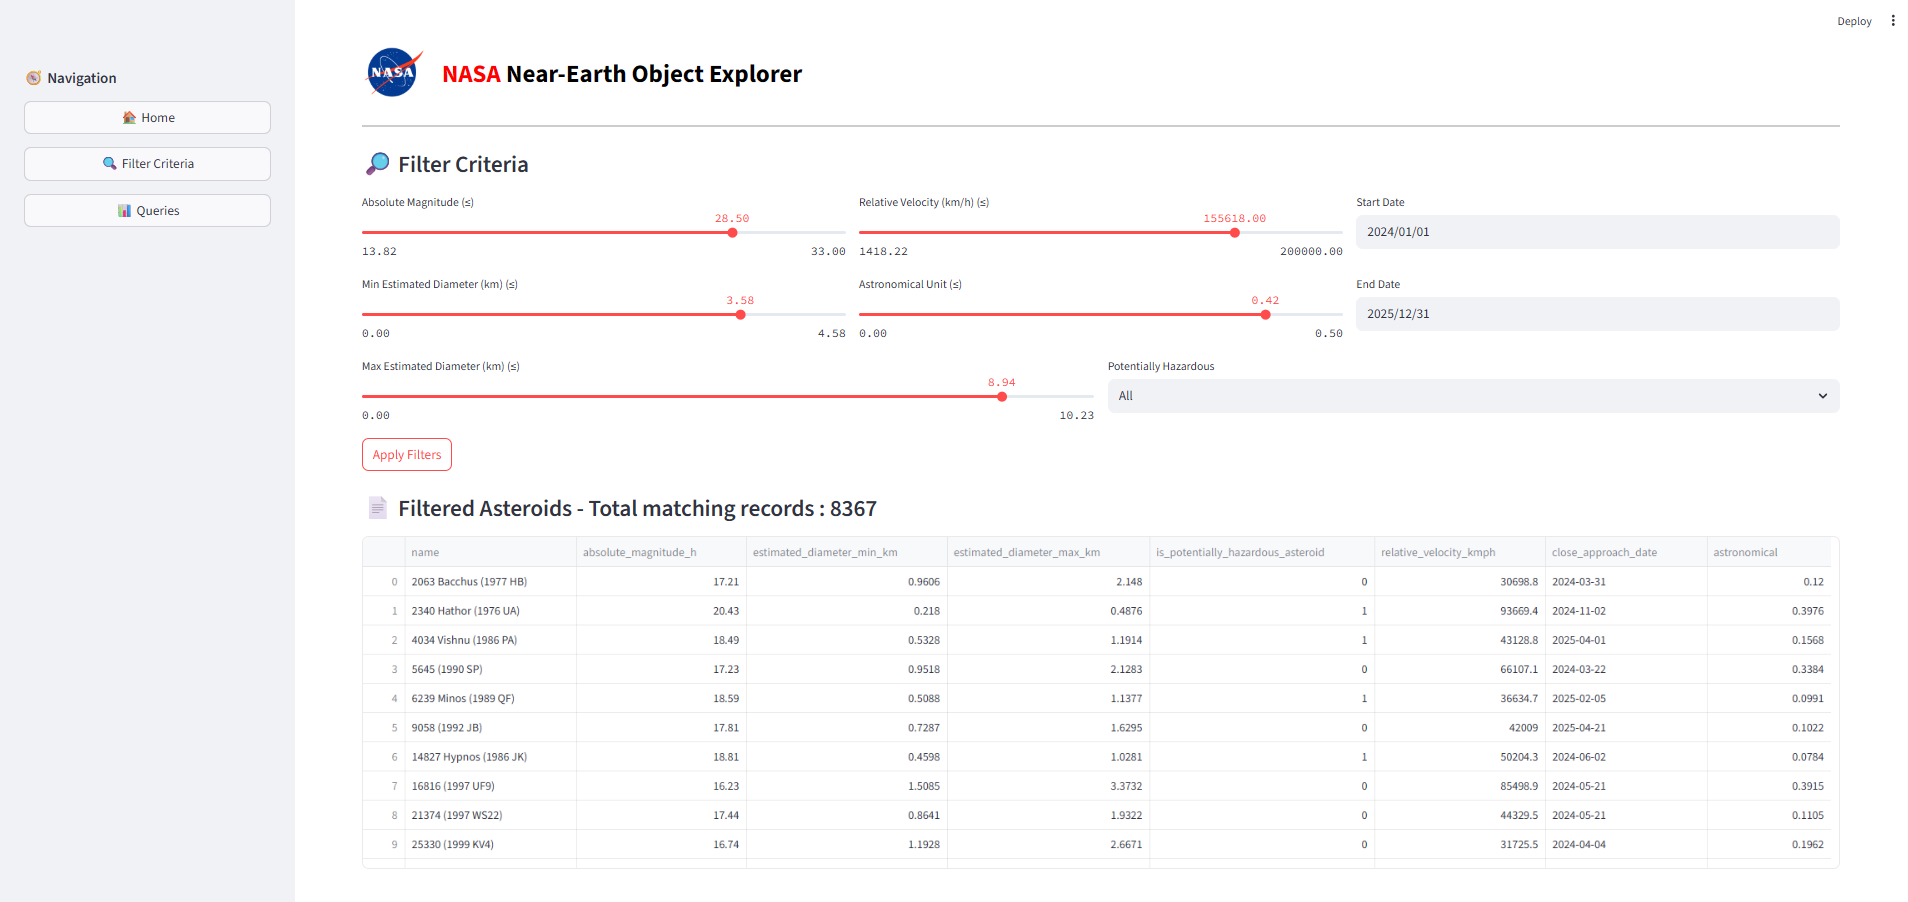 Deploy
Navigation
Home
Filter Criteria
Queries
NASA
NASA Near-Earth Object Explorer
Filter Criteria
Absolute Magnitude (≤)
28.50
13.82 33.00
Relative Velocity (km/h) (≤)
155618.00
1418.22 200000.00
Start Date
2024/01/01
Min Estimated Diameter (km) (≤)
3.58
0.00 4.58
Astronomical Unit (≤)
0.42
0.00 0.50
End Date
2025/12/31
Max Estimated Diameter (km) (≤)
8.94
0.00 10.23
Potentially Hazardous
All
Apply Filters
Filtered Asteroids - Total matching records : 8367
name absolute_magnitude_h estimated_diameter_min_km estimated_diameter_max_km is_potentially_hazardous_asteroid relative_velocity_kmph close_approach_date astronomical
0 2063 Bacchus (1977 HB) 17.21 0.9606 2.148 0 30698.8 2024-03-31 0.12
1 2340 Hathor (1976 UA) 20.43 0.218 0.4876 1 93669.4 2024-11-02 0.3976
2 4034 Vishnu (1986 PA) 18.49 0.5328 1.1914 1 43128.8 2025-04-01 0.1568
3 5645 (1990 SP) 17.23 0.9518 2.1283 0 66107.1 2024-03-22 0.3384
4 6239 Minos (1989 QF) 18.59 0.5088 1.1377 1 36634.7 2025-02-05 0.0991
5 9058 (1992 JB) 17.81 0.7287 1.6295 0 42009 2025-04-21 0.1022
6 14827 Hypnos (1986 JK) 18.81 0.4598 1.0281 1 50204.3 2024-06-02 0.0784
7 16816 (1997 UF9) 16.23 1.5085 3.3732 0 85498.9 2024-05-21 0.3915
8 21374 (1997 WS22) 17.44 0.8641 1.9322 0 44329.5 2024-05-21 0.1105
9 25330 (1999 KV4) 16.74 1.1928 2.6671 0 31725.5 2024-04-04 0.1962